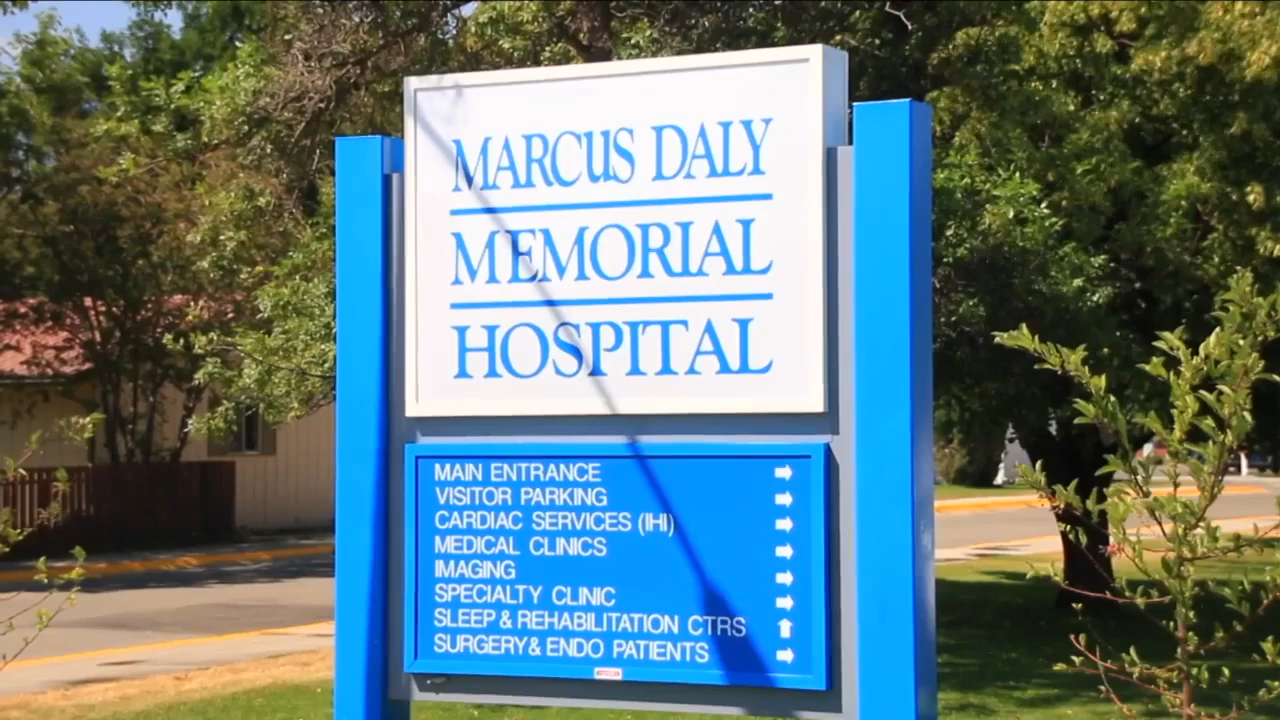 MARCUS DALY
MEMORIAL
HOSPITAL
MAIN ENTRANCE →
VISITOR PARKING →
CARDIAC SERVICES (IHI) →
MEDICAL CLINICS →
IMAGING →
SPECIALTY CLINIC →
SLEEP & REHABILITATION CTRS ↑
SURGERY & ENDO PATIENTS →